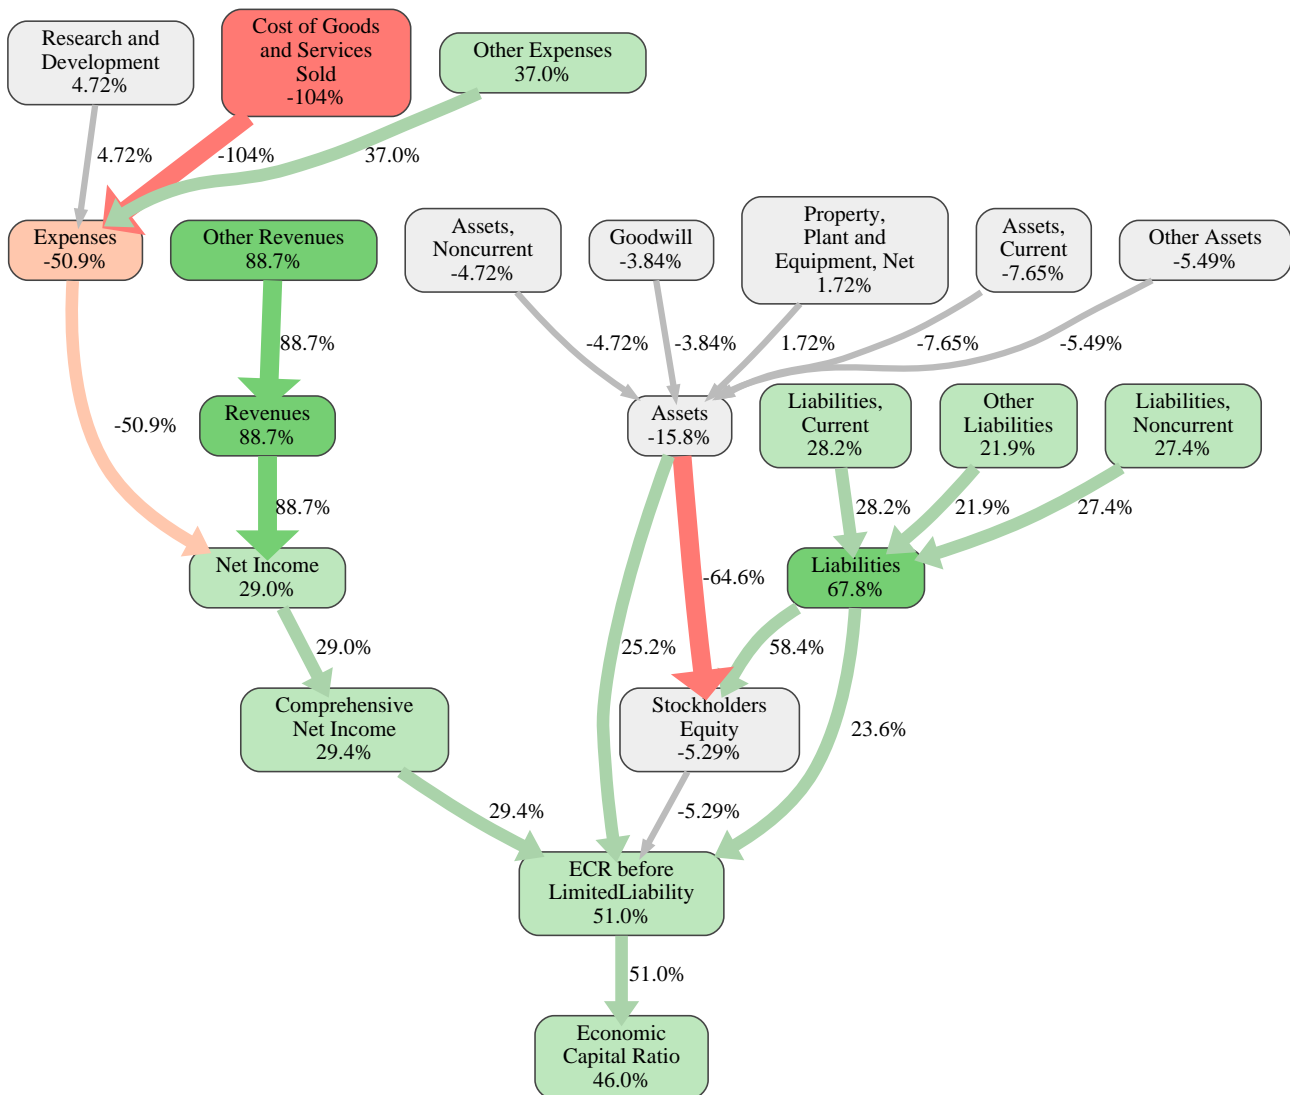 Research and
Development
4.72%
Cost of Goods
and Services
Sold
-104%
Other Expenses
37.0%
4.72%
-104%
37.0%
Expenses
-50.9%
Other Revenues
88.7%
Assets,
Noncurrent
-4.72%
Goodwill
-3.84%
Property,
Plant and
Equipment, Net
1.72%
Assets,
Current
-7.65%
Other Assets
-5.49%
88.7%
-4.72%
-3.84%
1.72%
-7.65%
-5.49%
-50.9%
Revenues
88.7%
Assets
-15.8%
Liabilities,
Current
28.2%
Other
Liabilities
21.9%
Liabilities,
Noncurrent
27.4%
88.7%
28.2%
21.9%
27.4%
Net Income
29.0%
-64.6%
Liabilities
67.8%
29.0%
25.2%
58.4%
Comprehensive
Net Income
29.4%
Stockholders
Equity
-5.29%
23.6%
29.4%
-5.29%
ECR before
LimitedLiability
51.0%
51.0%
Economic
Capital Ratio
46.0%